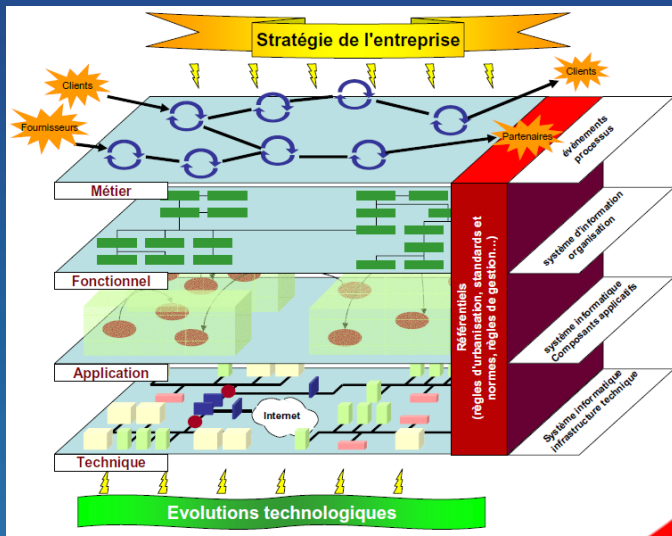 Stratégie de l'entreprise
Clients
Clients
Fournisseurs
Partenaires
évènements
processus
Métier
système d'information
organisation
Fonctionnel
Référentiels
(règles d'urbanisation, standards et
normes, règles de gestion...)
système informatique
Composants applicatifs
Application
Internet
Système informatique
infrastructure technique
Technique
Evolutions technologiques